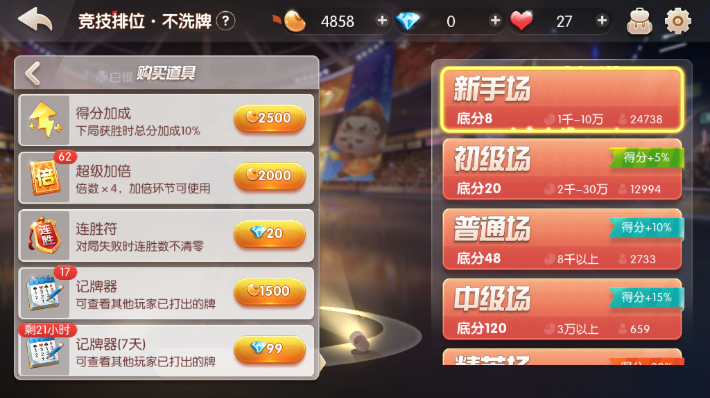 竞技排位·不洗牌 ?
4858 +
0 +
27 +
白银
购买道具
得分加成
下局获胜时总分加成10%
2500
62
超级加倍
倍数×4，加倍环节可使用
2000
倍
连胜符
对局失败时连胜数不清零
20
连胜
17
记牌器
可查看其他玩家已打出的牌
1500
剩21小时
记牌器(7天)
可查看其他玩家已打出的牌
99
新手场
底分8
1千-10万
24738
初级场
得分+5%
底分20
2千-30万
12994
普通场
得分+10%
底分48
8千以上
2733
中级场
得分+15%
底分120
3万以上
659
精英场